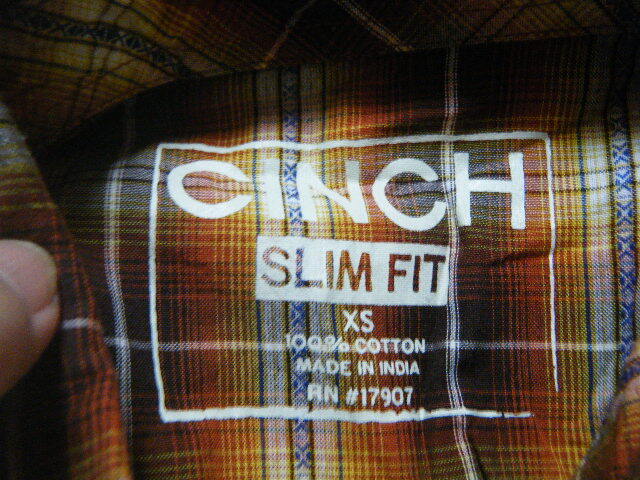 CINCH
SLIM FIT
XS
100% COTTON
MADE IN INDIA
RN #17907